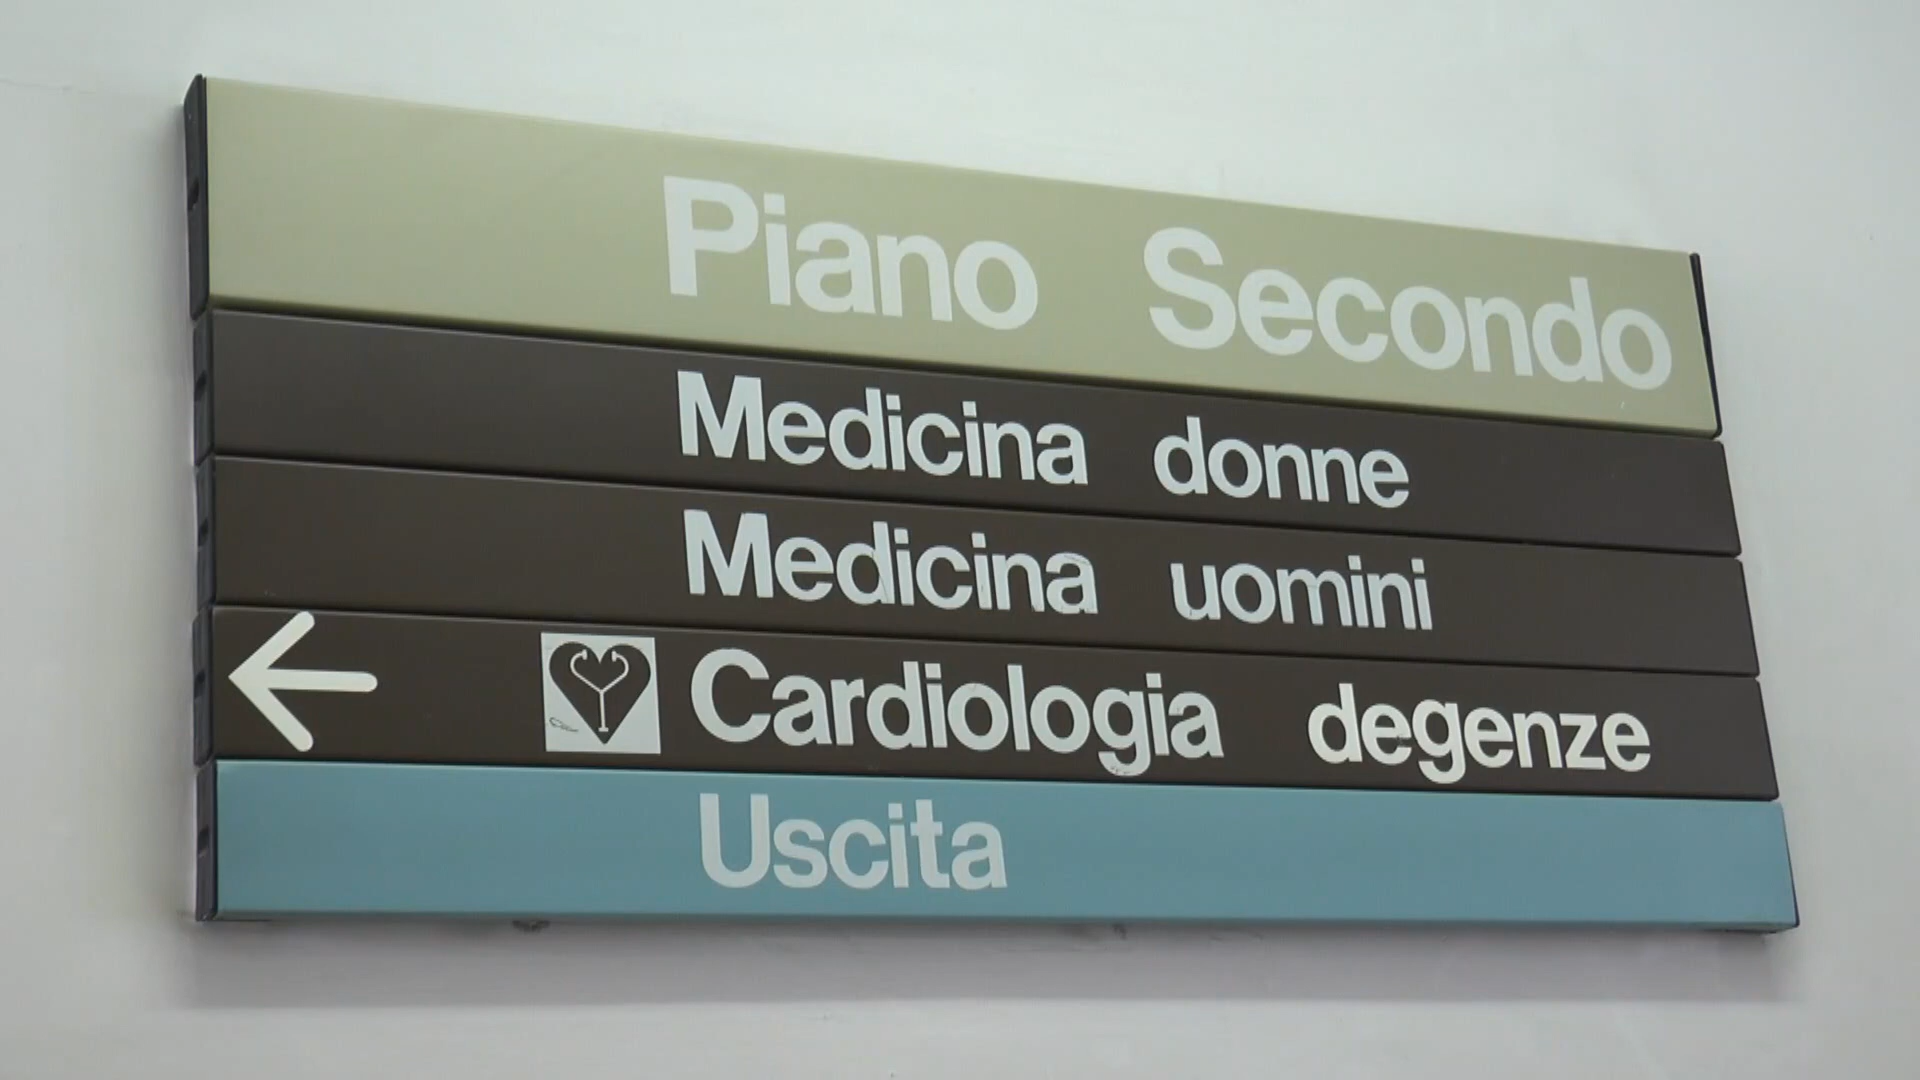 Piano Secondo
Medicina donne
Medicina uomini
Cardiologia degenze
Uscita